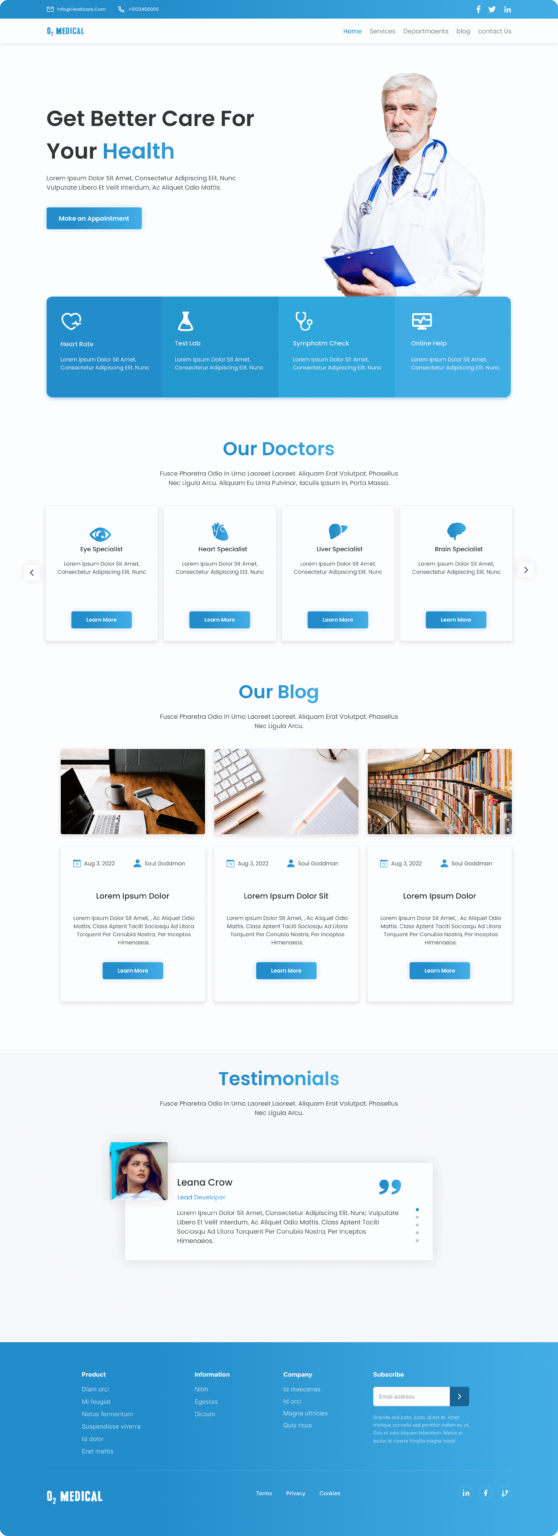 Info@Healtcare.Com +0123456000
O2 MEDICAL
Home Services Departmaents blog contact Us
Get Better Care For
Your Health
Lorem Ipsum Dolor Sit Amet, Consectetur Adipiscing Elit. Nunc
Vulputate Libero Et Velit Interdum, Ac Aliquet Odio Mattis.
Make an Appointment
Heart Rate Test Lab Symphotm Check Online Help
Lorem Ipsum Dolor Sit Amet, Lorem Ipsum Dolor Sit Amet, Lorem Ipsum Dolor Sit Amet, Lorem Ipsum Dolor Sit Amet,
Consectetur Adipiscing Elit. Nunc Consectetur Adipiscing Elit. Nunc Consectetur Adipiscing Elit. Nunc Consectetur Adipiscing Elit. Nunc
Our Doctors
Fusce Pharetra Odio In Urna Laoreet Laoreet. Aliquam Erat Volutpat. Phasellus
Nec Ligula Arcu. Aliquam Eu Urna Pulvinar, Iaculis Ipsum In, Porta Massa.
Eye Specialist Heart Specialist Liver Specialist Brain Specialist
Lorem Ipsum Dolor Sit Amet, Lorem Ipsum Dolor Sit Amet, Lorem Ipsum Dolor Sit Amet, Lorem Ipsum Dolor Sit Amet,
Consectetur Adipiscing Elit. Nunc Consectetur Adipiscing Elit. Nunc Consectetur Adipiscing Elit. Nunc Consectetur Adipiscing Elit. Nunc
Learn More Learn More Learn More Learn More
Our Blog
Fusce Pharetra Odio In Urna Laoreet Laoreet. Aliquam Erat Volutpat. Phasellus
Nec Ligula Arcu.
Aug 3, 2022 Soul Goddman Aug 3, 2022 Soul Goddman Aug 3, 2022 Soul Goddman
Lorem Ipsum Dolor Lorem Ipsum Dolor Sit Lorem Ipsum Dolor
Lorem Ipsum Dolor Sit Amet, , Ac Aliquet Odio Lorem Ipsum Dolor Sit Amet, , Ac Aliquet Odio Lorem Ipsum Dolor Sit Amet, , Ac Aliquet Odio
Mattis. Class Aptent Taciti Sociosqu Ad Litora Mattis. Class Aptent Taciti Sociosqu Ad Litora Mattis. Class Aptent Taciti Sociosqu Ad Litora
Torquent Per Conubia Nostra, Per Inceptos Torquent Per Conubia Nostra, Per Inceptos Torquent Per Conubia Nostra, Per Inceptos
Himenaeos. Himenaeos. Himenaeos.
Learn More Learn More Learn More
Testimonials
Fusce Pharetra Odio In Urna Laoreet Laoreet. Aliquam Erat Volutpat. Phasellus
Nec Ligula Arcu.
Leana Crow
Lead Developer
Lorem Ipsum Dolor Sit Amet, Consectetur Adipiscing Elit. Nunc Vulputate
Libero Et Velit Interdum, Ac Aliquet Odio Mattis. Class Aptent Taciti
Sociosqu Ad Litora Torquent Per Conubia Nostra, Per Inceptos
Himenaeos.
Product Information Company Subscribe
Diam orci Nibh Id maecenas
Mi feugiat Egestas Id orci Email address
Netus fermentum Dictum Magna ultricies
Suspendisse viverra Quis risus
Id dolor
Erat mattis
O2 MEDICAL
Terms Privacy Cookies